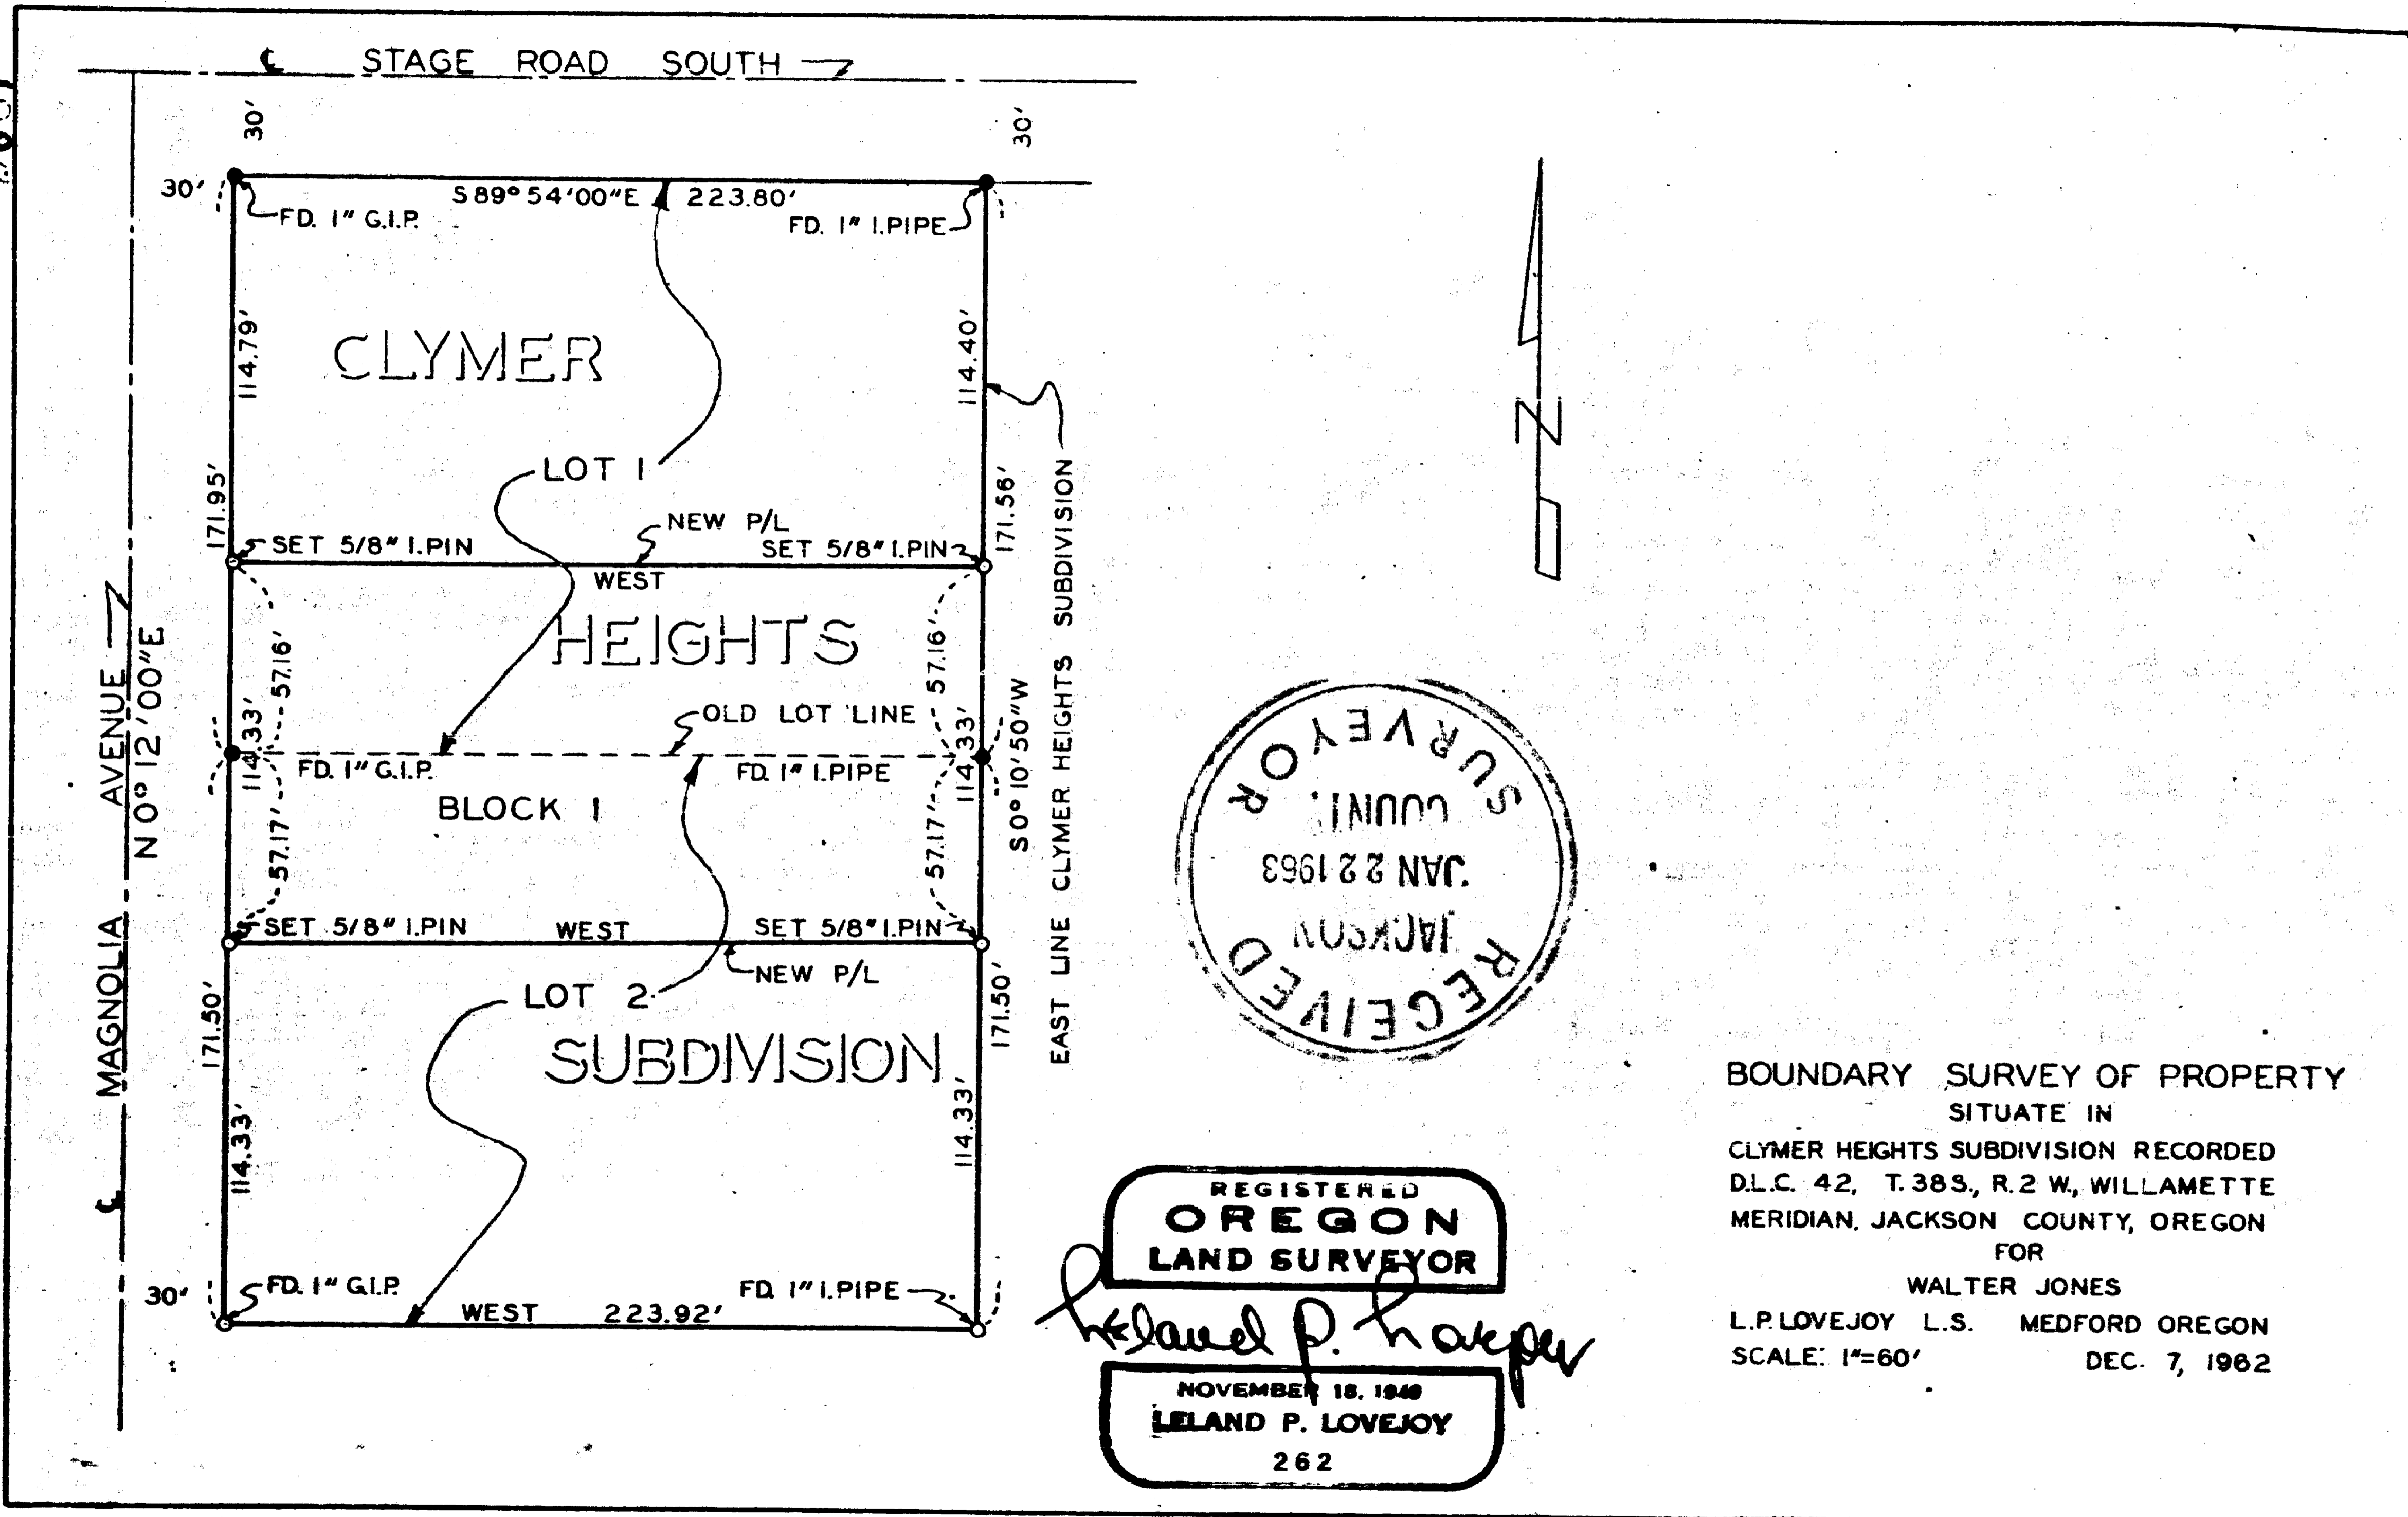 ℄ STAGE ROAD SOUTH
30'
30'
30'
S 89° 54' 00" E 223.80'
FD. 1" G.I.P.
FD. 1" I.PIPE
114.79'
CLYMER
114.40'
LOT 1
171.95'
171.56'
NEW P/L
SET 5/8" I.PIN
SET 5/8" I.PIN
WEST
HEIGHTS
57.16'
57.16'
114.33'
114.33'
OLD LOT LINE
FD. 1" G.I.P.
FD. 1" I.PIPE
BLOCK 1
57.17'
57.17'
SET 5/8" I.PIN
WEST
SET 5/8" I.PIN
NEW P/L
LOT 2
171.50'
171.50'
SUBDIVISION
114.33'
114.33'
30'
FD. 1" G.I.P.
FD. 1" I.PIPE
WEST 223.92'
℄ MAGNOLIA AVENUE
N 0° 12' 00" E
S 0° 10' 50" W
EAST LINE CLYMER HEIGHTS SUBDIVISION
N
RECEIVED
JACKSON
JAN 22 1963
COUNT.
SURVEYOR
REGISTERED
OREGON
LAND SURVEYOR
Leland P. Lovejoy
NOVEMBER 18, 1949
LELAND P. LOVEJOY
262
BOUNDARY SURVEY OF PROPERTY
SITUATE IN
CLYMER HEIGHTS SUBDIVISION RECORDED
D.L.C. 42, T.38S., R.2 W., WILLAMETTE
MERIDIAN, JACKSON COUNTY, OREGON
FOR
WALTER JONES
L.P. LOVEJOY L.S. MEDFORD OREGON
SCALE: 1"=60' DEC. 7, 1962